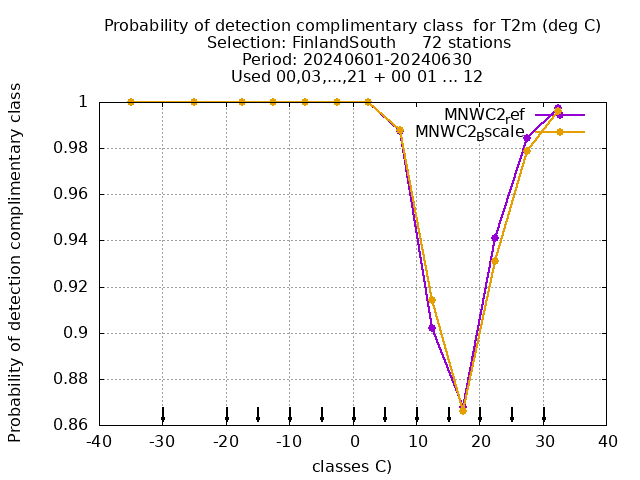 Probability of detection complimentary class  for T2m (deg C)
Selection: FinlandSouth     72 stations
Period: 20240601-20240630
Used 00,03,...,21 + 00 01 ... 12
Probability of detection complimentary class
MNWC2ref
MNWC2Bscale
1
0.98
0.96
0.94
0.92
0.9
0.88
0.86
-40 -30 -20 -10 0 10 20 30 40
classes C)